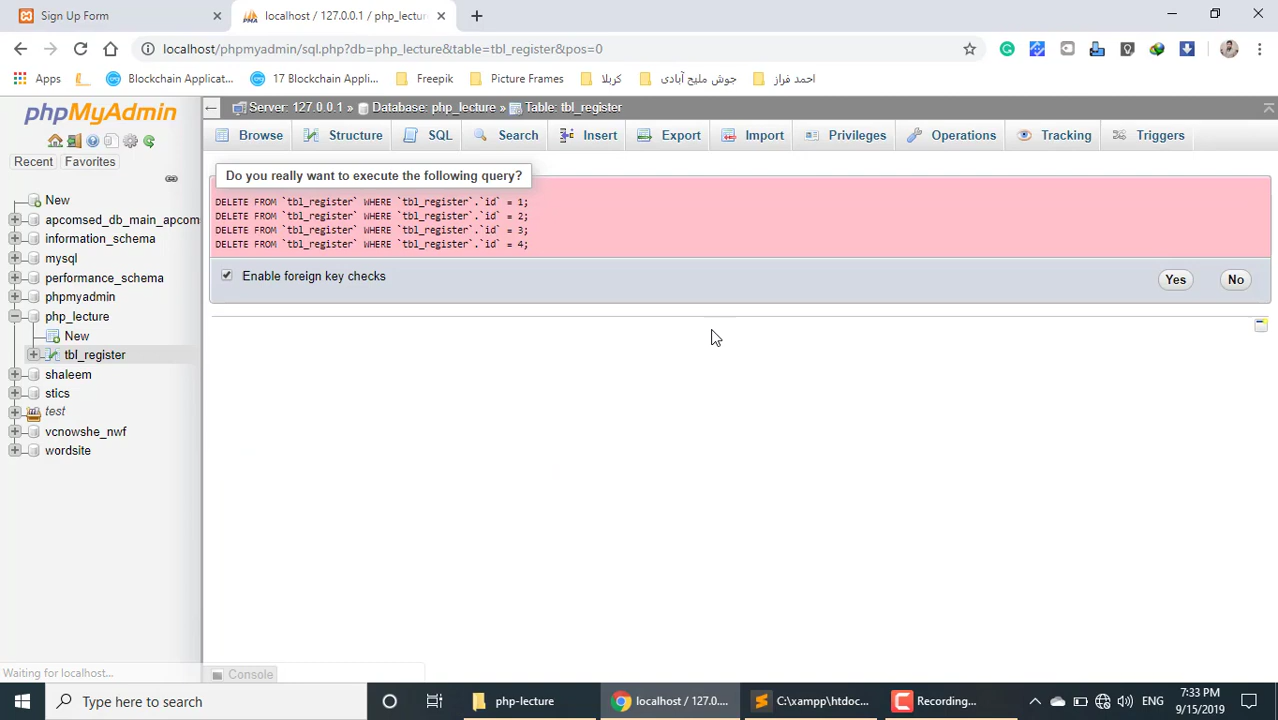 Sign Up Form
localhost / 127.0.0.1 / php_lectu
localhost/phpmyadmin/sql.php?db=php_lecture&table=tbl_register&pos=0
Apps
Blockchain Applicat...
17 Blockchain Appli...
Freepik
Picture Frames
کربلا
جوش ملیح آبادی
احمد فراز
phpMyAdmin
Server: 127.0.0.1 » Database: php_lecture » Table: tbl_register
Browse Structure SQL Search Insert Export Import Privileges Operations Tracking Triggers
Recent Favorites
New
apcomsed_db_main_apcom
information_schema
mysql
performance_schema
phpmyadmin
php_lecture
New
tbl_register
shaleem
stics
test
vcnowshe_nwf
wordsite
Do you really want to execute the following query?
DELETE FROM `tbl_register` WHERE `tbl_register`.`id` = 1;
DELETE FROM `tbl_register` WHERE `tbl_register`.`id` = 2;
DELETE FROM `tbl_register` WHERE `tbl_register`.`id` = 3;
DELETE FROM `tbl_register` WHERE `tbl_register`.`id` = 4;
Enable foreign key checks
Yes No
Waiting for localhost...
Console
Type here to search
php-lecture
localhost / 127.0....
C:\xampp\htdoc...
Recording...
ENG
7:33 PM
9/15/2019